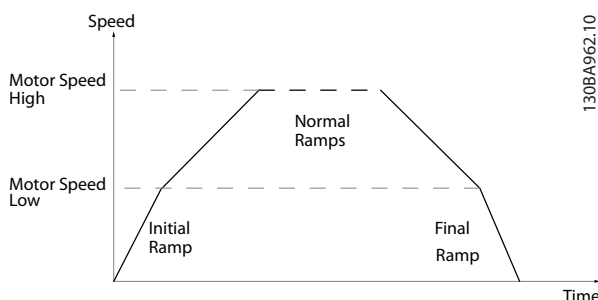 Speed
130BA962.10
Motor Speed
High
Normal
Ramps
Motor Speed
Low
Initial
Ramp
Final
Ramp
Time